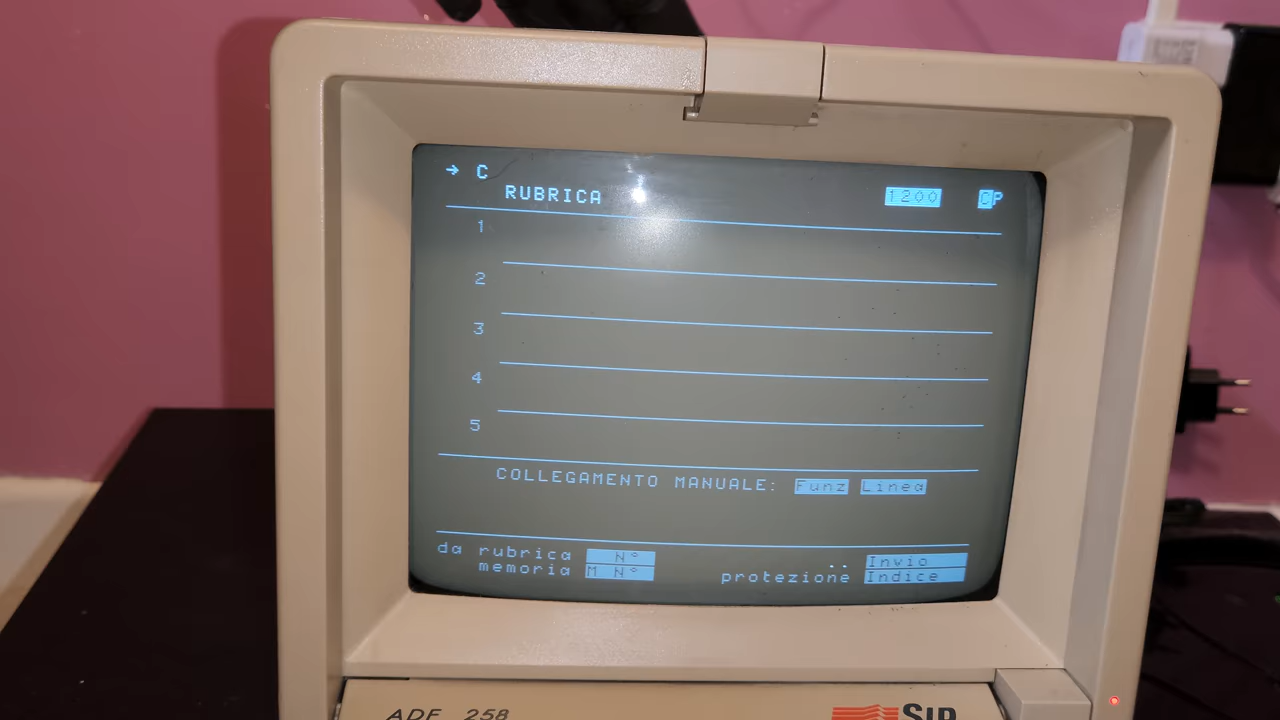 → C
RUBRICA 1200 CP
1
2
3
4
5
COLLEGAMENTO MANUALE: Funz Linea
da rubrica N° .. Invio
memoria M N° protezione Indice
ADF 258 SIP